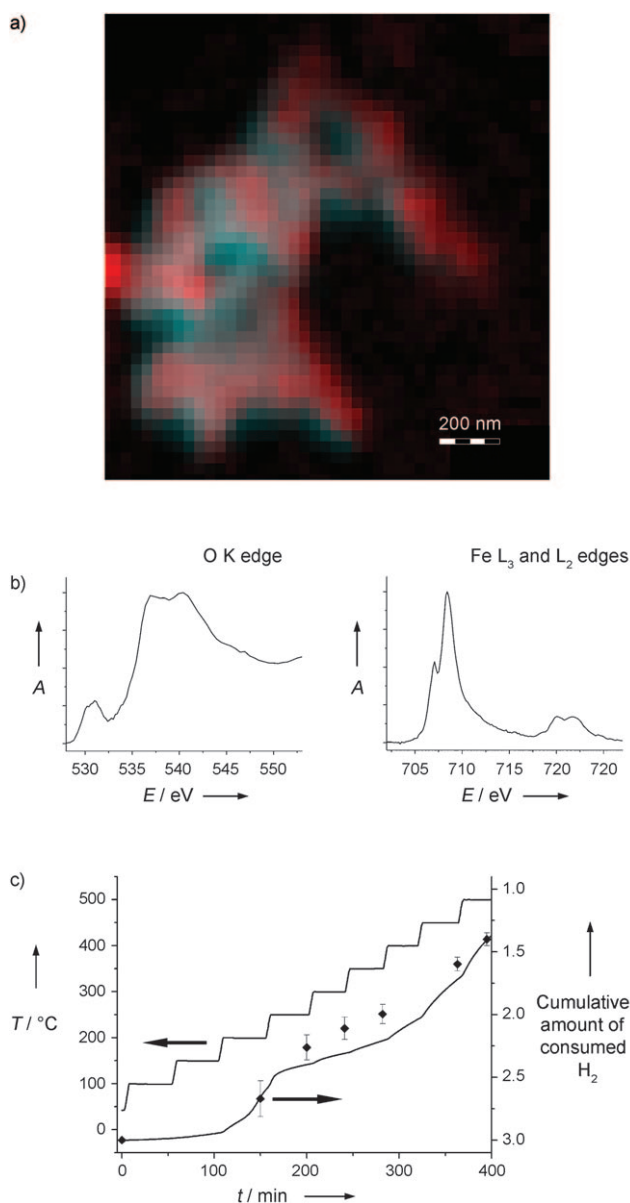 a)
200 nm
b)
O K edge
Fe L₃ and L₂ edges
A
A
530 535 540 545 550
705 710 715 720 720
E / eV
E / eV
c)
500
400
300
200
100
0
T / °C
1.0
1.5
2.0
2.5
3.0
Cumulative
amount of
consumed
H₂
0 100 200 300 400
t / min